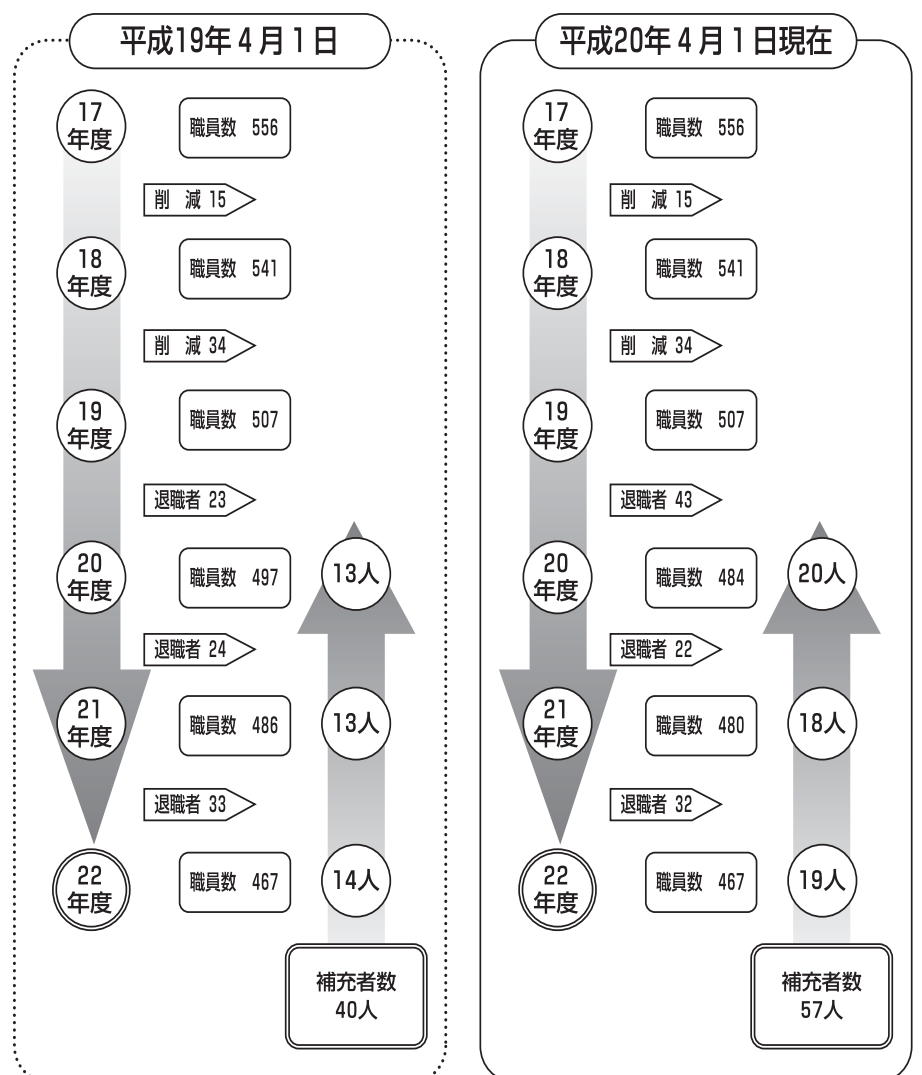 平成19年4月1日
17
年度
職員数 556
削 減 15
18
年度
職員数 541
削 減 34
19
年度
職員数 507
退職者 23
20
年度
職員数 497
13人
退職者 24
21
年度
職員数 486
13人
退職者 33
22
年度
職員数 467
14人
補充者数
40人
平成20年4月1日現在
17
年度
職員数 556
削 減 15
18
年度
職員数 541
削 減 34
19
年度
職員数 507
退職者 43
20
年度
職員数 484
20人
退職者 22
21
年度
職員数 480
18人
退職者 32
22
年度
職員数 467
19人
補充者数
57人